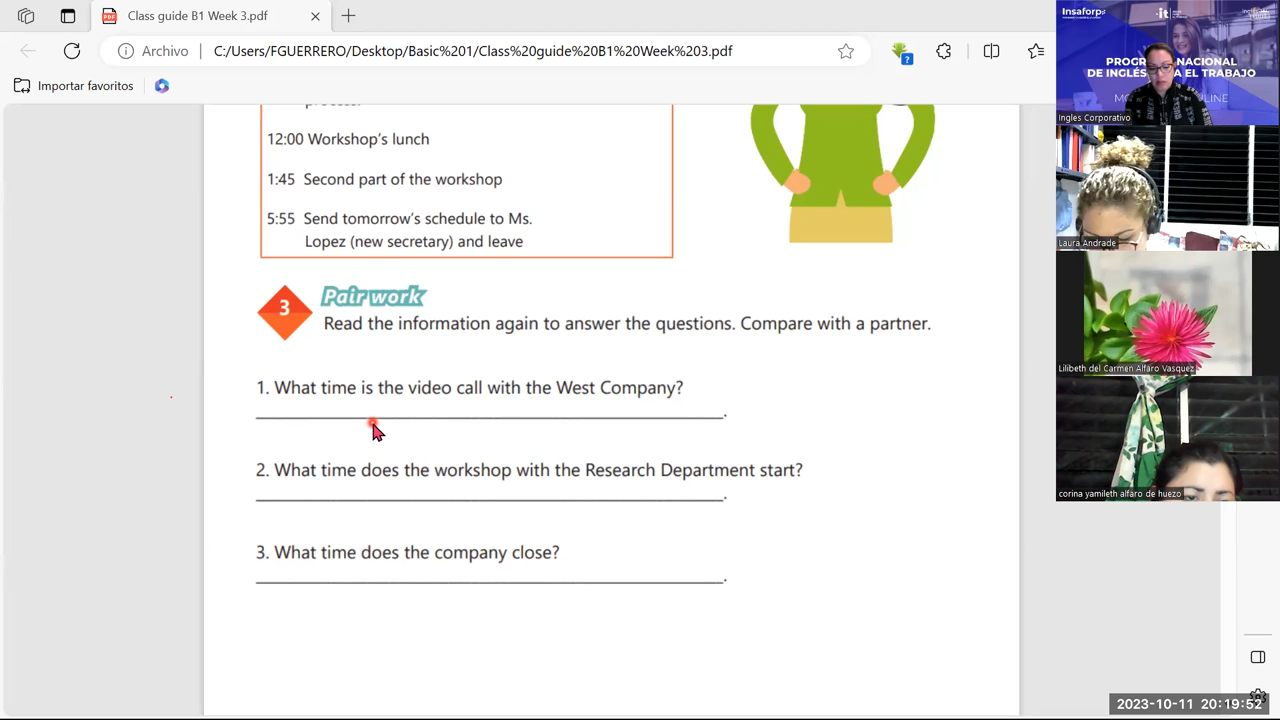 Class guide B1 Week 3.pdf
Archivo
C:/Users/FGUERRERO/Desktop/Basic%201/Class%20guide%20B1%20Week%203.pdf
Importar favoritos
12:00 Workshop's lunch
1:45 Second part of the workshop
5:55 Send tomorrow's schedule to Ms.
Lopez (new secretary) and leave
3
Pair work
Read the information again to answer the questions. Compare with a partner.
1. What time is the video call with the West Company?
2. What time does the workshop with the Research Department start?
3. What time does the company close?
Insaforp
it
DE INGLÉS
EL TRABAJO
Ingles Corporativo
Laura Andrade
Lilibeth del Carmen Alfaro Vasquez
corina yamileth alfaro de huezo
2023-10-11 20:19:52